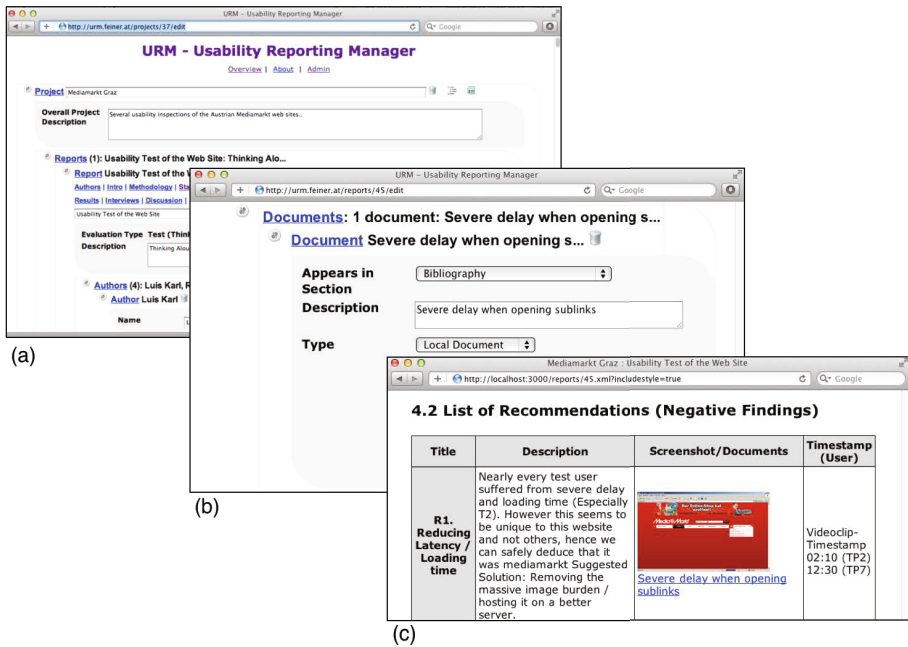 URM – Usability Reporting Manager
http://urm.feiner.at/projects/37/edit
Google
URM - Usability Reporting Manager
Overview | About | Admin
Project Mediamarkt Graz
Overall Project
Description
Several usability inspections of the Austrian Mediamarkt web sites..
Reports (1): Usability Test of the Web Site: Thinking Alo...
Report Usability Test of the W
Authors | Intro | Methodology | Sta
Results | Interviews | Discussion |
Usability Test of the Web Site
Evaluation Type Test (Think
Description
Thinking Alou
Authors (4): Luis Karl, R
Author Luis Karl
Name
(a)
URM – Usability Reporting Manager
http://urm.feiner.at/reports/45/edit
Google
Documents: 1 document: Severe delay when opening s...
Document Severe delay when opening s...
Appears in
Section
Bibliography
Description
Severe delay when opening sublinks
Type
Local Document
(b)
Mediamarkt Graz : Usability Test of the Web Site
http://localhost:3000/reports/45.xml?includestyle=true
Google
4.2 List of Recommendations (Negative Findings)
Title
Description
Screenshot/Documents
Timestamp
(User)
R1.
Reducing
Latency /
Loading
time
Nearly every test user
suffered from severe delay
and loading time (Especially
T2). However this seems to
be unique to this website
and not others, hence we
can safely deduce that it
was mediamarkt Suggested
Solution: Removing the
massive image burden /
hosting it on a better
server.
Der Online-Shop hat
geöffnet!
Media Markt
Severe delay when opening
sublinks
Videoclip-
Timestamp
02:10 (TP2)
12:30 (TP7)
(c)